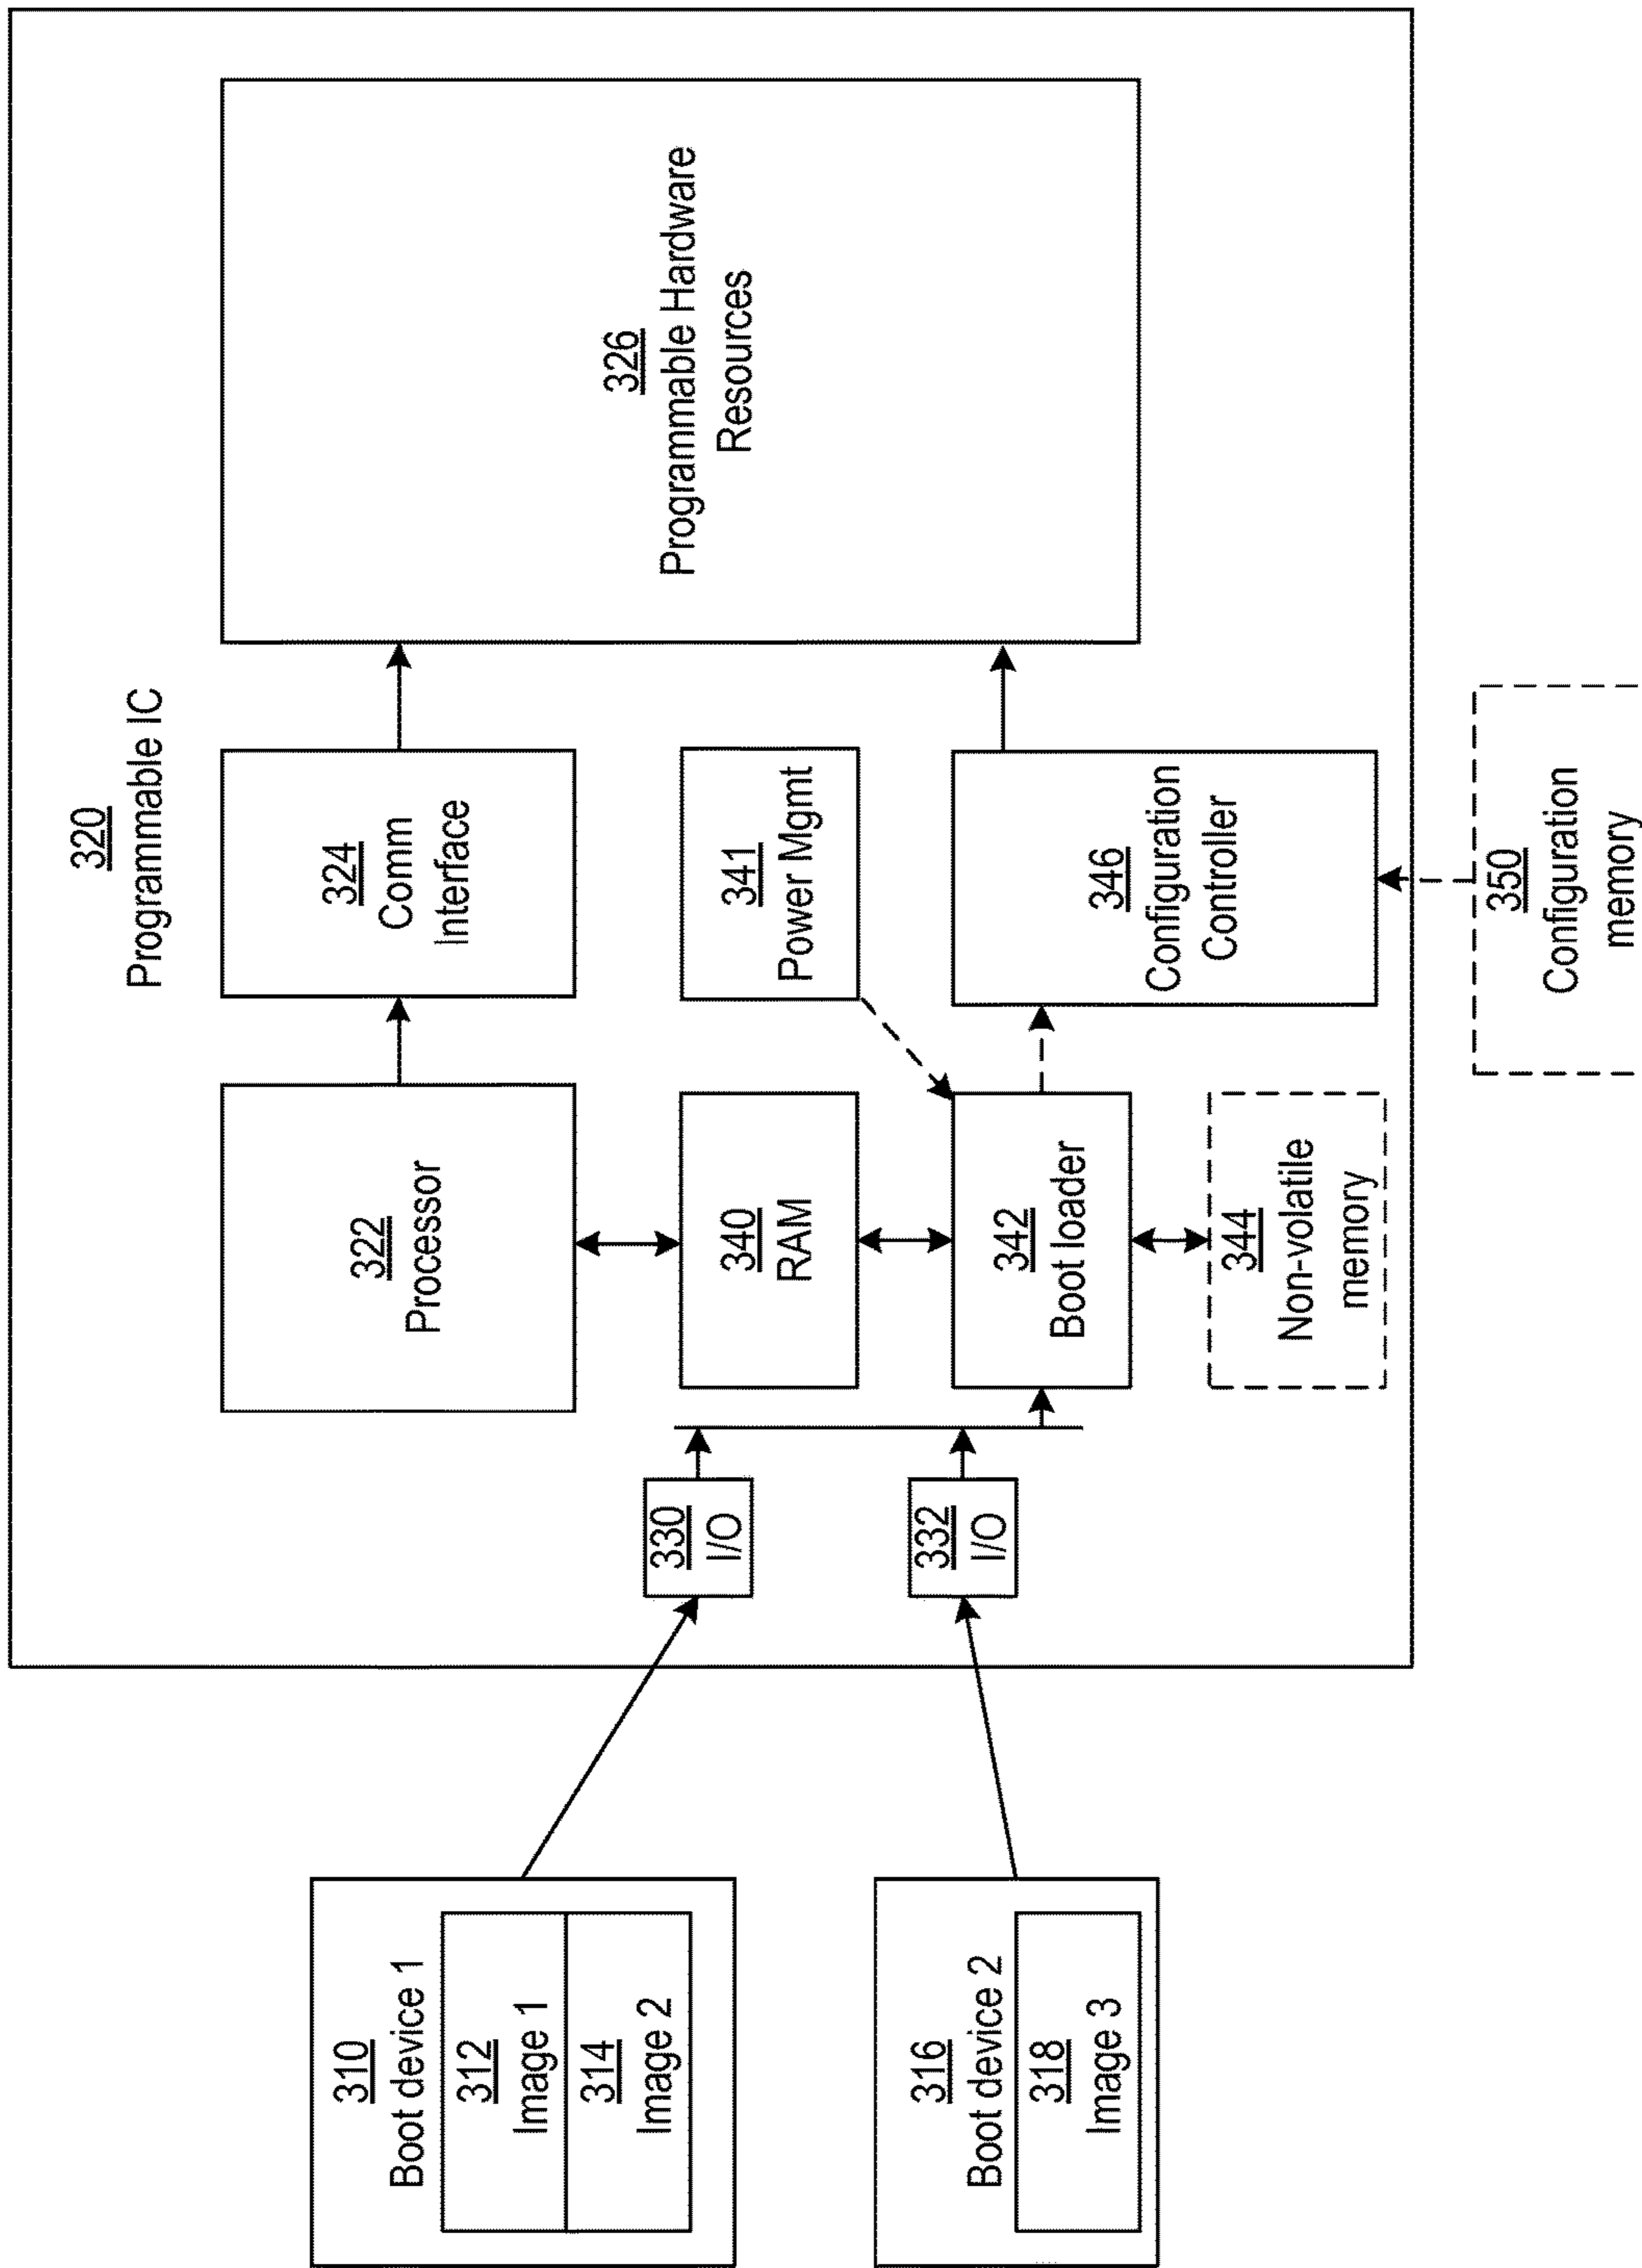 320
Programmable IC
310
Boot device 1
312
Image 1
314
Image 2
316
Boot device 2
318
Image 3
330
I/O
332
I/O
322
Processor
324
Comm
Interface
326
Programmable Hardware
Resources
340
RAM
341
Power Mgmt
342
Boot loader
344
Non-volatile
memory
346
Configuration
Controller
350
Configuration
memory